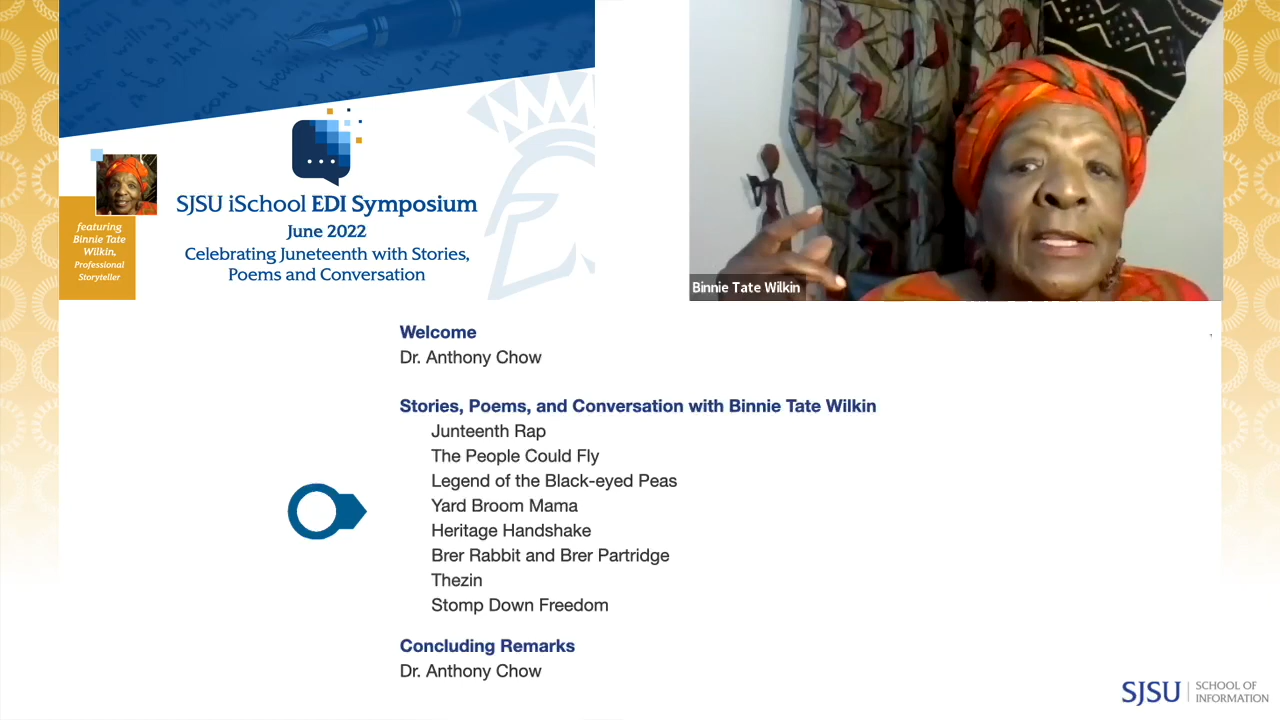 featuring
Binnie Tate
Wilkin,
Professional
Storyteller
SJSU iSchool EDI Symposium
June 2022
Celebrating Juneteenth with Stories,
Poems and Conversation
Binnie Tate Wilkin
Welcome
Dr. Anthony Chow
Stories, Poems, and Conversation with Binnie Tate Wilkin
Junteenth Rap
The People Could Fly
Legend of the Black-eyed Peas
Yard Broom Mama
Heritage Handshake
Brer Rabbit and Brer Partridge
Thezin
Stomp Down Freedom
Concluding Remarks
Dr. Anthony Chow
SJSU SCHOOL OF
INFORMATION